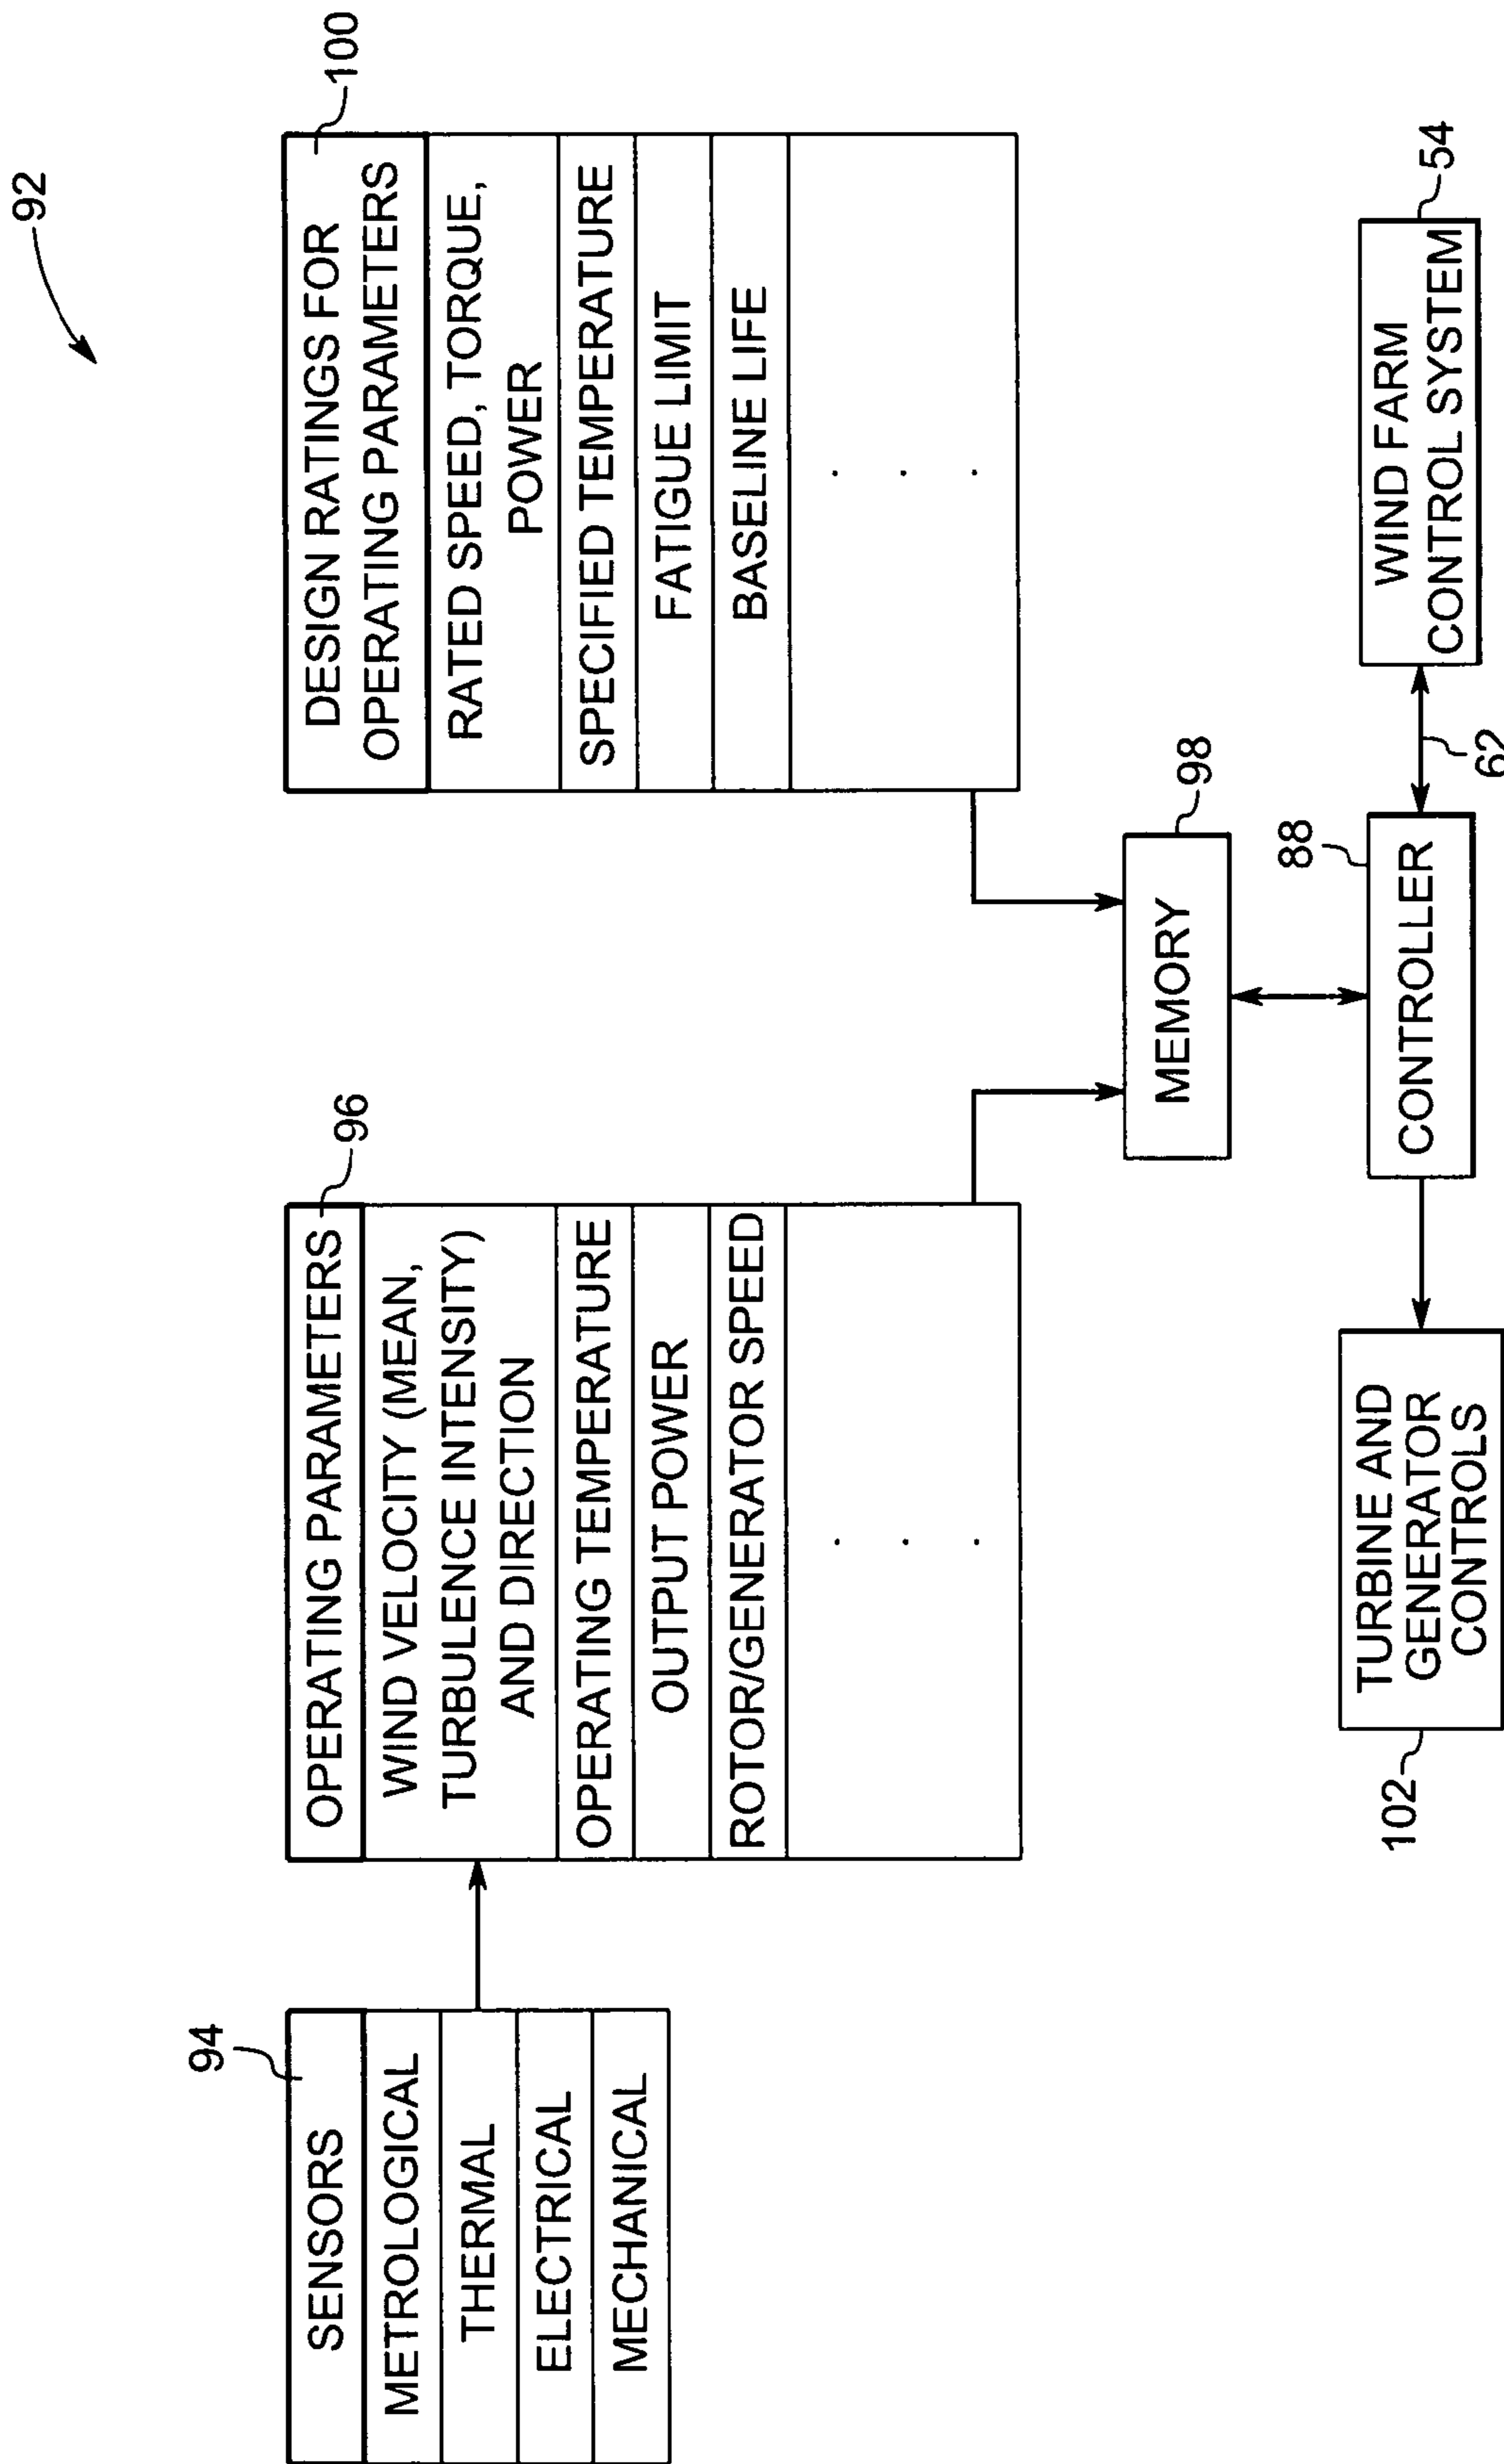 92
94
SENSORS
METROLOGICAL
THERMAL
ELECTRICAL
MECHANICAL
96
OPERATING PARAMETERS
WIND VELOCITY (MEAN,
TURBULENCE INTENSITY)
AND DIRECTION
OPERATING TEMPERATURE
OUTPUT POWER
ROTOR/GENERATOR SPEED
.
.
.
100
DESIGN RATINGS FOR
OPERATING PARAMETERS
RATED SPEED, TORQUE,
POWER
SPECIFIED TEMPERATURE
FATIGUE LIMIT
BASELINE LIFE
.
.
.
MEMORY
98
102
TURBINE AND
GENERATOR
CONTROLS
88
CONTROLLER
62
WIND FARM
CONTROL SYSTEM
54